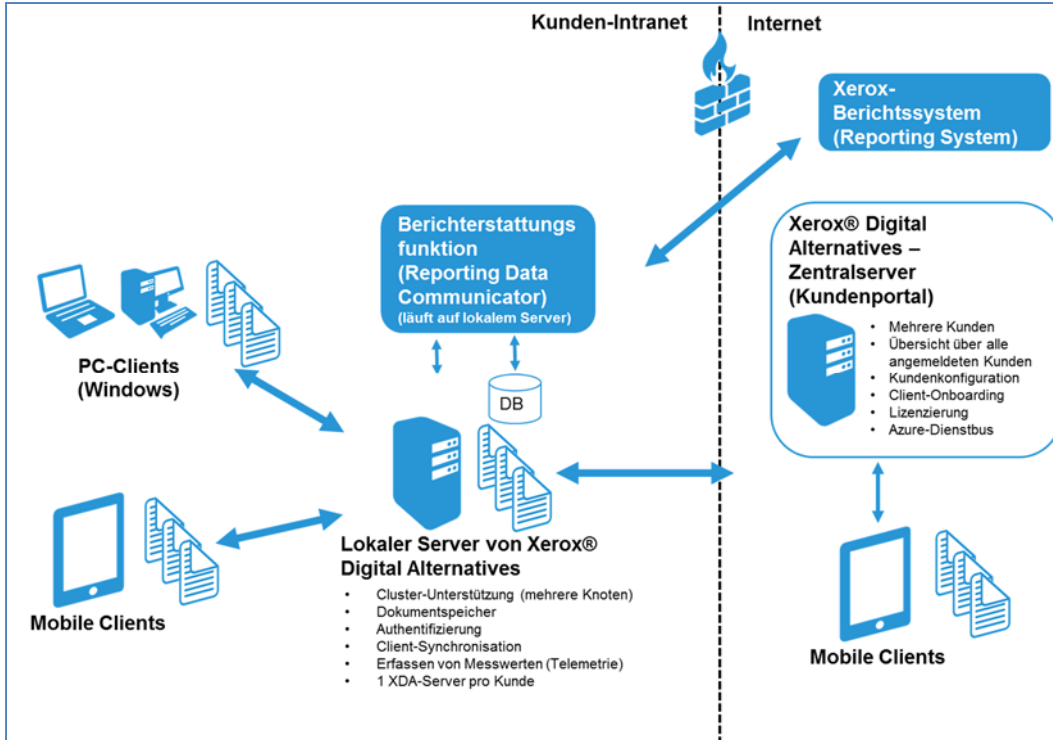 Kunden-Intranet
Internet
Xerox-
Berichtssystem
(Reporting System)
Berichterstattungs
funktion
(Reporting Data
Communicator)
(läuft auf lokalem Server)
Xerox® Digital
Alternatives –
Zentralserver
(Kundenportal)
• Mehrere Kunden
• Übersicht über alle
angemeldeten Kunden
• Kundenkonfiguration
• Client-Onboarding
• Lizenzierung
• Azure-Dienstbus
PC-Clients
(Windows)
DB
Lokaler Server von Xerox®
Digital Alternatives
• Cluster-Unterstützung (mehrere Knoten)
• Dokumentspeicher
• Authentifizierung
• Client-Synchronisation
• Erfassen von Messwerten (Telemetrie)
• 1 XDA-Server pro Kunde
Mobile Clients
Mobile Clients